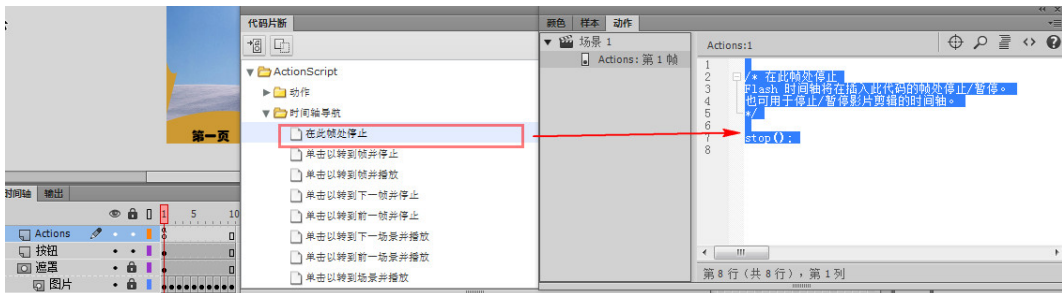 第一页
时间轴 输出
1 5 10
Actions
按钮
遮罩
图片
代码片断
ActionScript
动作
时间轴导航
在此帧处停止
单击以转到帧并停止
单击以转到帧并播放
单击以转到下一帧并停止
单击以转到前一帧并停止
单击以转到下一场景并播放
单击以转到前一场景并播放
单击以转到场景并播放
颜色 样本 动作
场景 1
Actions: 第 1 帧
Actions:1
1
2 /* 在此帧处停止
3 Flash 时间轴将在插入此代码的帧处停止/暂停。
4 也可用于停止/暂停影片剪辑的时间轴。
5 */
6
7 stop();
8
第 8 行（共 8 行），第 1 列